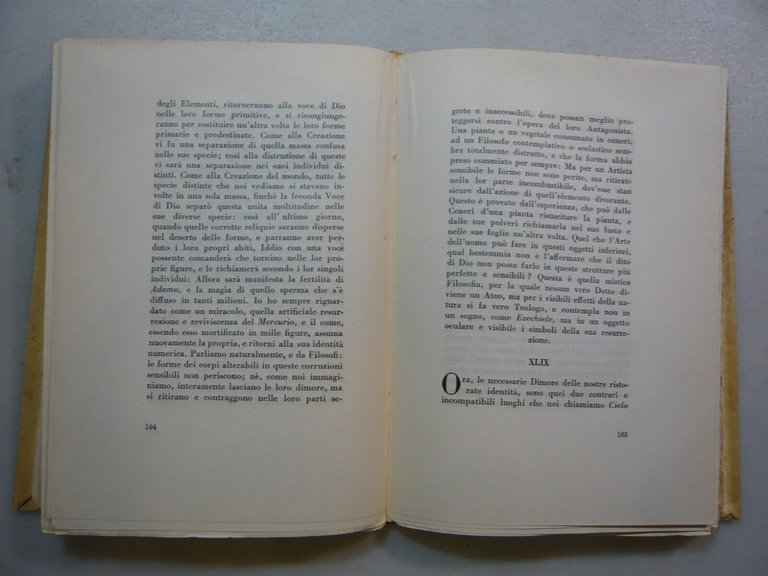 degli Elementi, ritorneranno alla voce di Dio
nelle loro forme primitive, e si ricongiunge-
ranno per costituire un'altra volta le loro forme
primarie e predestinate. Come alla Creazione
vi fu una separazione di quella massa confusa
nelle sue specie; così alla distruzione di queste
vi sarà una separazione nei suoi individui di-
stinti. Come alla Creazione del mondo, tutte le
specie distinte che noi vediamo si stavano in-
volte in una sola massa, finchè la feconda Voce
di Dio separò questa unita moltitudine nelle
sue diverse specie: così all'ultimo giorno,
quando quelle corrotte reliquie saranno disperse
nel deserto delle forme, e parranno aver per-
duto i loro propri abiti, Iddio con una voce
possente comanderà che tornino nelle lor pro-
prie figure, e le richiamerà secondo i lor singoli
individui: Allora sarà manifesta la fertilità di
Adamo, e la magia di quello sperma che s'è
diffuso in tanti milioni. Io ho sempre riguar-
dato come un miracolo, quella artificiale resur-
rezione e reviviscenza del Mercurio, e il come,
essendo esso mortificato in mille figure, assuma
nuovamente la propria, e ritorni alla sua identità
numerica. Parliamo naturalmente, e da Filosofi:
le forme dei corpi alterabili in queste corruzioni
sensibili non periscono; nè, come noi immagi-
niamo, interamente lasciano le loro dimore, ma
si ritirano e contraggono nelle loro parti se-
104
grete e inaccessibili, dove possan meglio pro-
teggersi contro l'opera del loro Antagonista.
Una pianta o un vegetale consumato in ceneri,
ad un Filosofo contemplativo o scolastico sem-
bra totalmente distrutto, e che la forma abbia
preso commiato per sempre: Ma per un Artista
sensibile le forme non sono perite, ma ritirate
nella lor parte incombustibile, dov'esse stan
sicure dall'azione di quell'elemento divorante.
Questo è provato dall'esperienza, che può dalle
Ceneri d'una pianta risuscitare la pianta, e
dalle sue polveri richiamarla nel suo fusto e
nelle sue foglie un'altra volta. Quel che l'Arte
dell'uomo può fare in questi oggetti inferiori,
qual bestemmia non è l'affermare che il dito
di Dio non possa farlo in queste strutture più
perfette e sensibili? Questa è quella mistica
Filosofia, per la quale nessun vero Dotto di-
viene un Ateo, ma per i visibili effetti della na-
tura si fa vero Teologo, e contempla non in
un sogno, come Ezechiele, ma in un oggetto
oculare e visibile i simboli della sua resurre-
zione.
XLIX
Ora, le necessarie Dimore delle nostre risto-
rate identità, sono quei due contrari e
incompatibili luoghi che noi chiamiamo Cielo
105